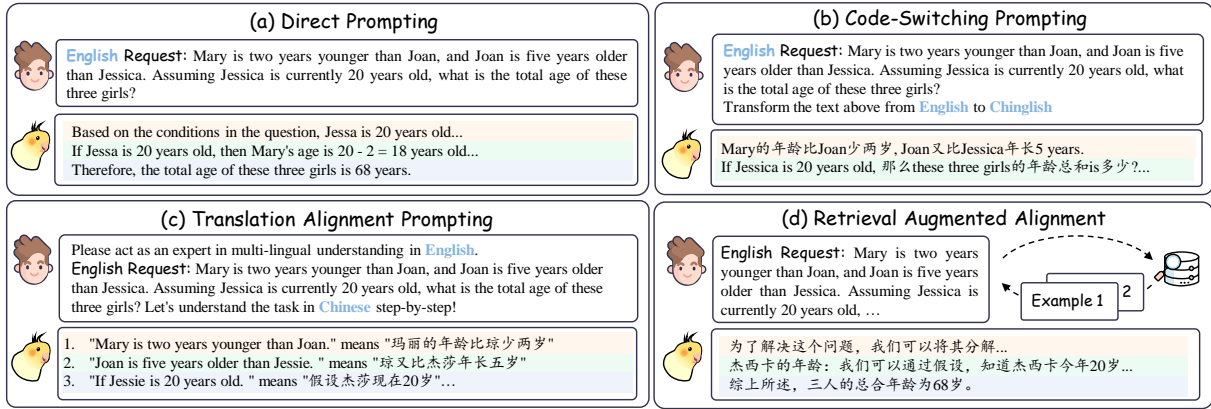 (a) Direct Prompting
English Request: Mary is two years younger than Joan, and Joan is five years older
than Jessica. Assuming Jessica is currently 20 years old, what is the total age of these
three girls?
Based on the conditions in the question, Jessa is 20 years old...
If Jessa is 20 years old, then Mary's age is 20 - 2 = 18 years old...
Therefore, the total age of these three girls is 68 years.
(b) Code-Switching Prompting
English Request: Mary is two years younger than Joan, and Joan is five
years older than Jessica. Assuming Jessica is currently 20 years old, what
is the total age of these three girls?
Transform the text above from English to Chinglish
Mary的年龄比Joan少两岁, Joan又比Jessica年长5 years.
If Jessica is 20 years old, 那么these three girls的年龄总和is多少?...
(c) Translation Alignment Prompting
Please act as an expert in multi-lingual understanding in English.
English Request: Mary is two years younger than Joan, and Joan is five years older
than Jessica. Assuming Jessica is currently 20 years old, what is the total age of these
three girls? Let's understand the task in Chinese step-by-step!
1. "Mary is two years younger than Joan." means "玛丽的年龄比琼少两岁"
2. "Joan is five years older than Jessie. " means "琼又比杰莎年长五岁"
3. "If Jessie is 20 years old. " means "假设杰莎现在20岁"...
(d) Retrieval Augmented Alignment
English Request: Mary is two years
younger than Joan, and Joan is five years
older than Jessica. Assuming Jessica is
currently 20 years old, …
Example 1
2
为了解决这个问题，我们可以将其分解...
杰西卡的年龄：我们可以通过假设，知道杰西卡今年20岁...
综上所述，三人的总合年龄为68岁。